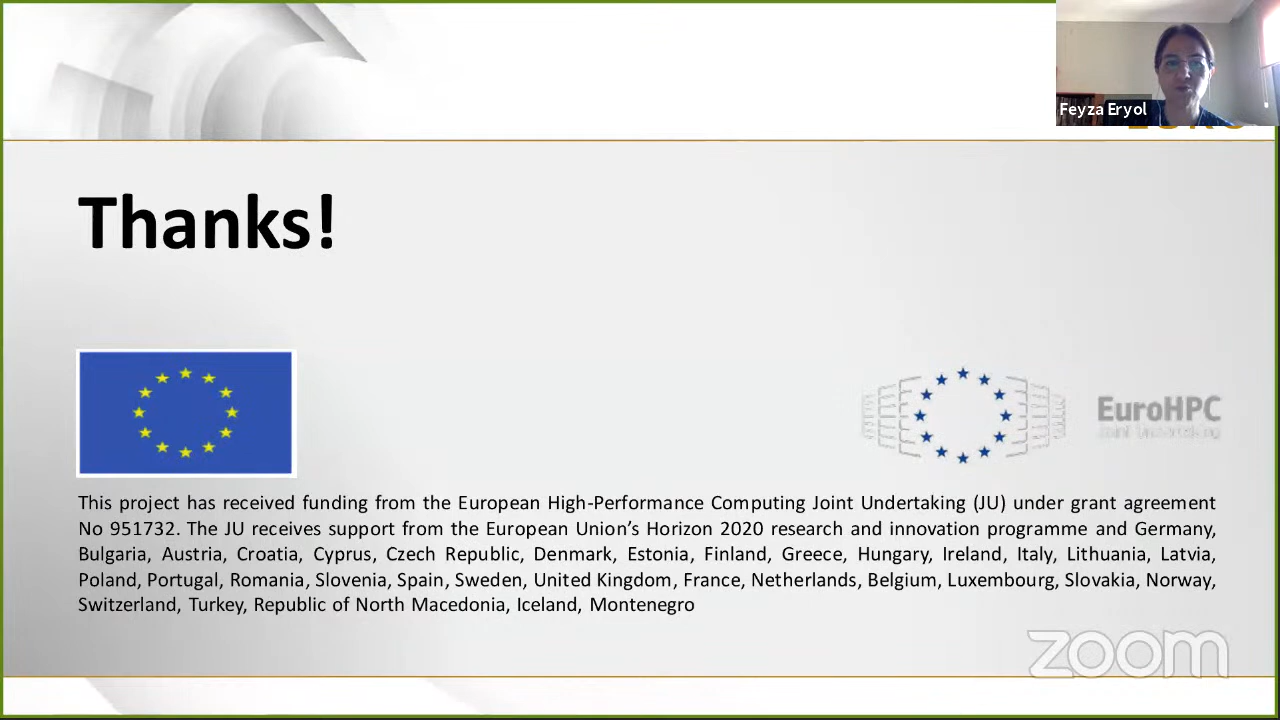 Feyza Eryol
Thanks!
EuroHPC
Joint Undertaking
This project has received funding from the European High-Performance Computing Joint Undertaking (JU) under grant agreement
No 951732. The JU receives support from the European Union’s Horizon 2020 research and innovation programme and Germany,
Bulgaria, Austria, Croatia, Cyprus, Czech Republic, Denmark, Estonia, Finland, Greece, Hungary, Ireland, Italy, Lithuania, Latvia,
Poland, Portugal, Romania, Slovenia, Spain, Sweden, United Kingdom, France, Netherlands, Belgium, Luxembourg, Slovakia, Norway,
Switzerland, Turkey, Republic of North Macedonia, Iceland, Montenegro
zoom